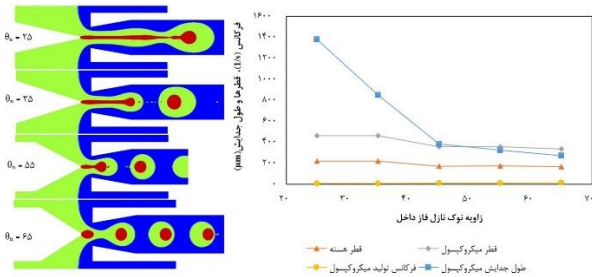 θₙ = ۲۵
θₙ = ۳۵
θₙ = ۵۵
θₙ = ۶۵
فرکانس (1/s)، قطرها و طول جدایش (μm)
۱۶۰۰
۱۴۰۰
۱۲۰۰
۱۰۰۰
۸۰۰
۶۰۰
۴۰۰
۲۰۰
۰
۲۰ ۳۰ ۴۰ ۵۰ ۶۰ ۷۰
زاویه نوک نازل فاز داخل
قطر هسته قطر میکروکپسول
فرکانس تولید میکروکپسول طول جدایش میکروکپسول